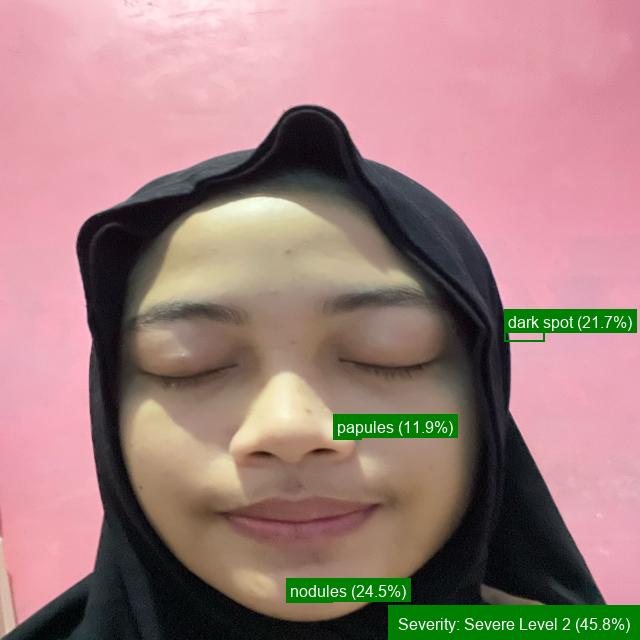 dark spot (21.7%)
papules (11.9%)
nodules (24.5%)
Severity: Severe Level 2 (45.8%)